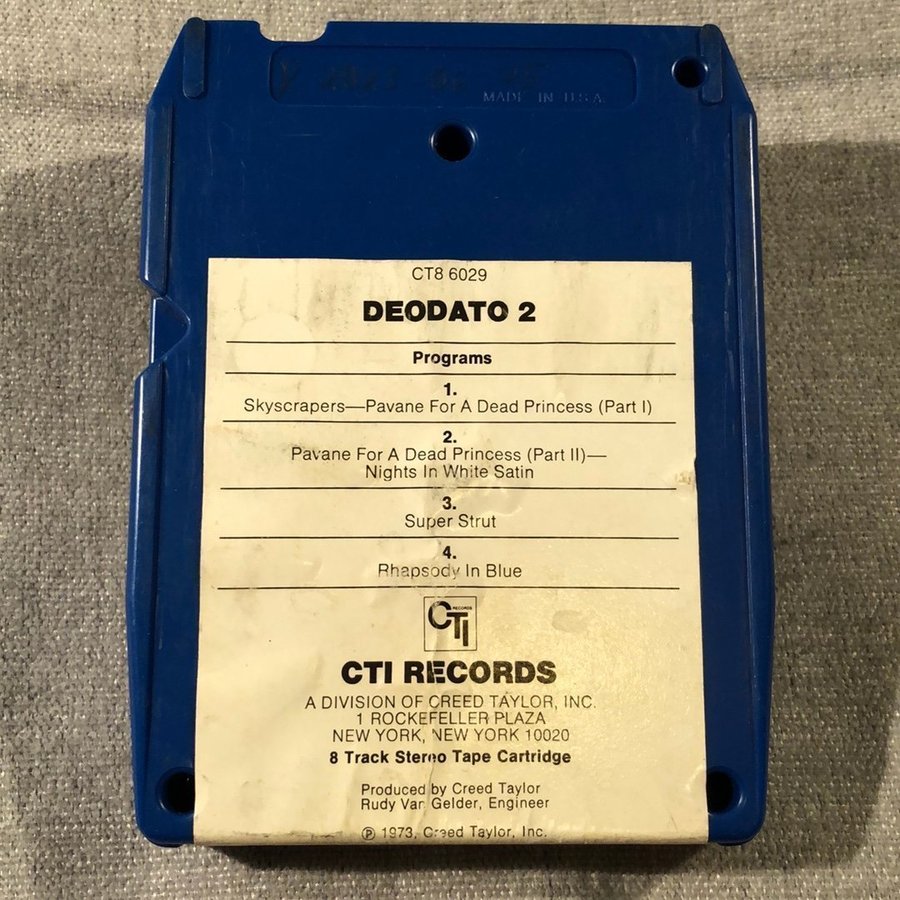 MADE IN U.S.A.
CT8 6029
DEODATO 2
Programs
1.
Skyscrapers—Pavane For A Dead Princess (Part I)
2.
Pavane For A Dead Princess (Part II)—
Nights In White Satin
3.
Super Strut
4.
Rhapsody In Blue
CTI RECORDS
CTI RECORDS
A DIVISION OF CREED TAYLOR, INC.
1 ROCKEFELLER PLAZA
NEW YORK, NEW YORK 10020
8 Track Stereo Tape Cartridge
Produced by Creed Taylor
Rudy Van Gelder, Engineer
℗ 1973, Creed Taylor, Inc.